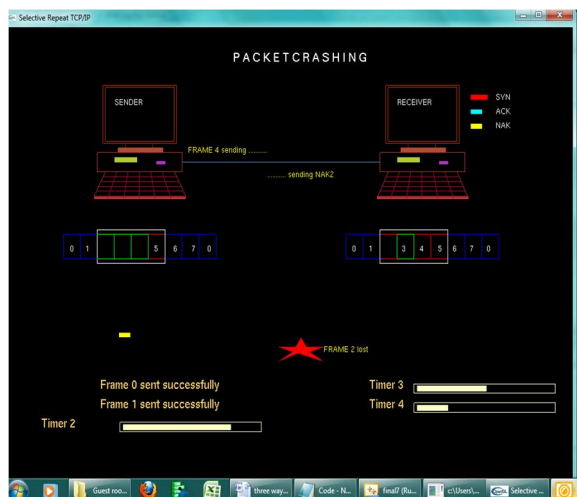 Selective Repeat TCP/IP
PACKETCRASHING
SENDER
RECEIVER
SYN
ACK
NAK
FRAME 4 sending ..........
.......... sending NAK2
0 1 5 6 7 0
0 1 3 4 5 6 7 0
FRAME 2 lost
Frame 0 sent successfully
Frame 1 sent successfully
Timer 2
Timer 3
Timer 4
Guest roo... three way... Code - N... final7 (Ru... c:\Users\... Selective ...